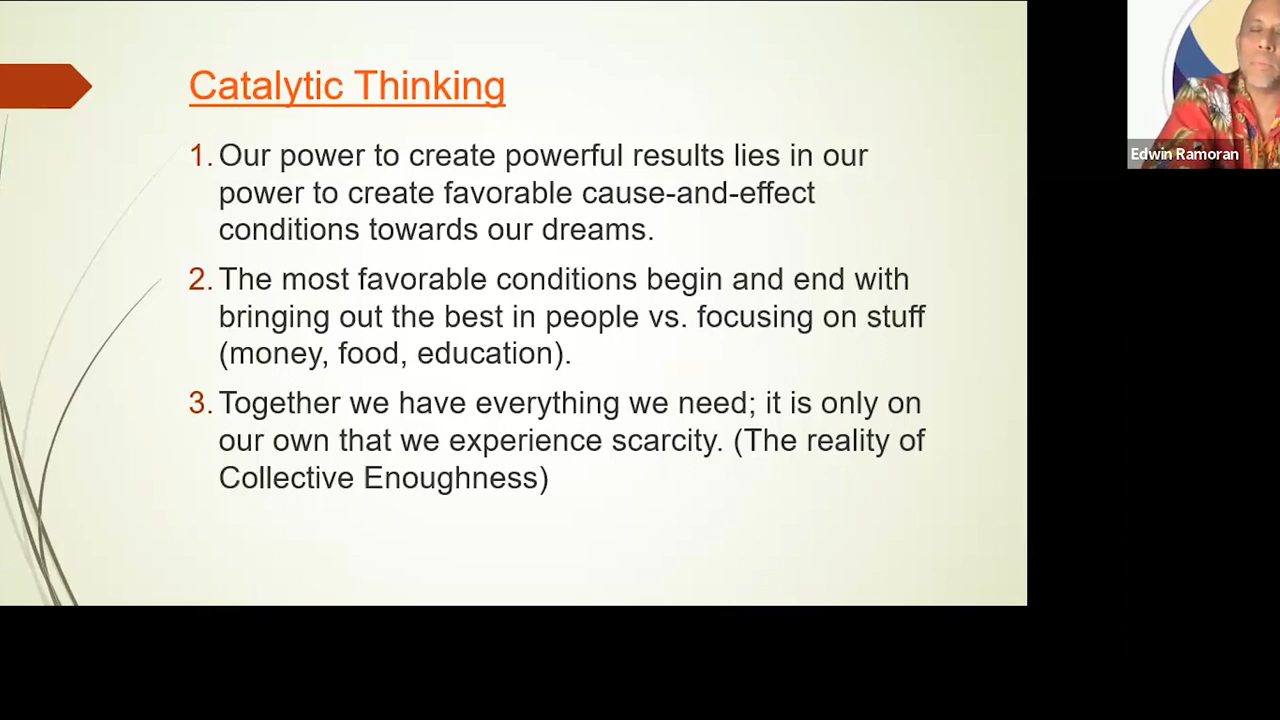 Catalytic Thinking
1. Our power to create powerful results lies in our
power to create favorable cause-and-effect
conditions towards our dreams.
2. The most favorable conditions begin and end with
bringing out the best in people vs. focusing on stuff
(money, food, education).
3. Together we have everything we need; it is only on
our own that we experience scarcity. (The reality of
Collective Enoughness)
Edwin Ramoran